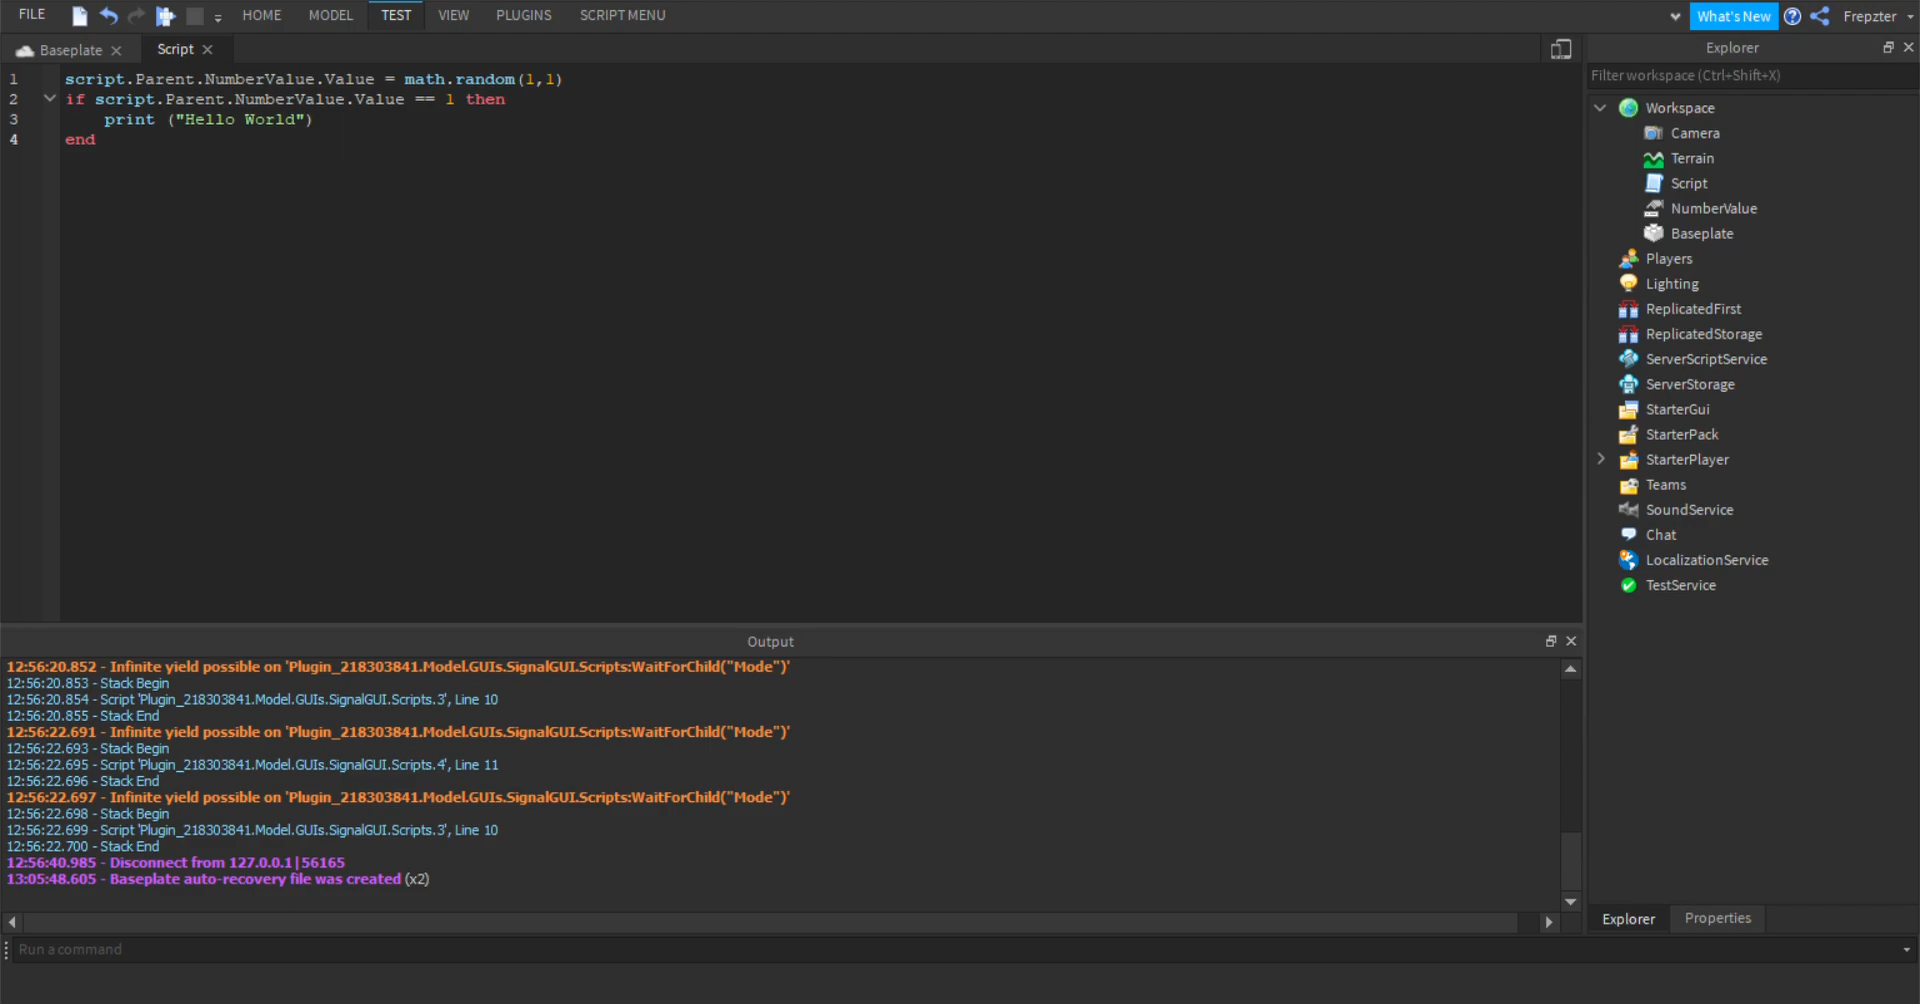 FILE HOME MODEL TEST VIEW PLUGINS SCRIPT MENU What's New Frepzter
Baseplate Script Explorer
Filter workspace (Ctrl+Shift+X)
1 script.Parent.NumberValue.Value = math.random(1,1)
2 if script.Parent.NumberValue.Value == 1 then
3 print ("Hello World")
4 end
Workspace
Camera
Terrain
Script
NumberValue
Baseplate
Players
Lighting
ReplicatedFirst
ReplicatedStorage
ServerScriptService
ServerStorage
StarterGui
StarterPack
StarterPlayer
Teams
SoundService
Chat
LocalizationService
TestService
Output
12:56:20.852 - Infinite yield possible on 'Plugin_218303841.Model.GUIs.SignalGUI.Scripts:WaitForChild("Mode")'
12:56:20.853 - Stack Begin
12:56:20.854 - Script 'Plugin_218303841.Model.GUIs.SignalGUI.Scripts.3', Line 10
12:56:20.855 - Stack End
12:56:22.691 - Infinite yield possible on 'Plugin_218303841.Model.GUIs.SignalGUI.Scripts:WaitForChild("Mode")'
12:56:22.693 - Stack Begin
12:56:22.695 - Script 'Plugin_218303841.Model.GUIs.SignalGUI.Scripts.4', Line 11
12:56:22.696 - Stack End
12:56:22.697 - Infinite yield possible on 'Plugin_218303841.Model.GUIs.SignalGUI.Scripts:WaitForChild("Mode")'
12:56:22.698 - Stack Begin
12:56:22.699 - Script 'Plugin_218303841.Model.GUIs.SignalGUI.Scripts.3', Line 10
12:56:22.700 - Stack End
12:56:40.985 - Disconnect from 127.0.0.1|56165
13:05:48.605 - Baseplate auto-recovery file was created (x2)
Explorer Properties
Run a command